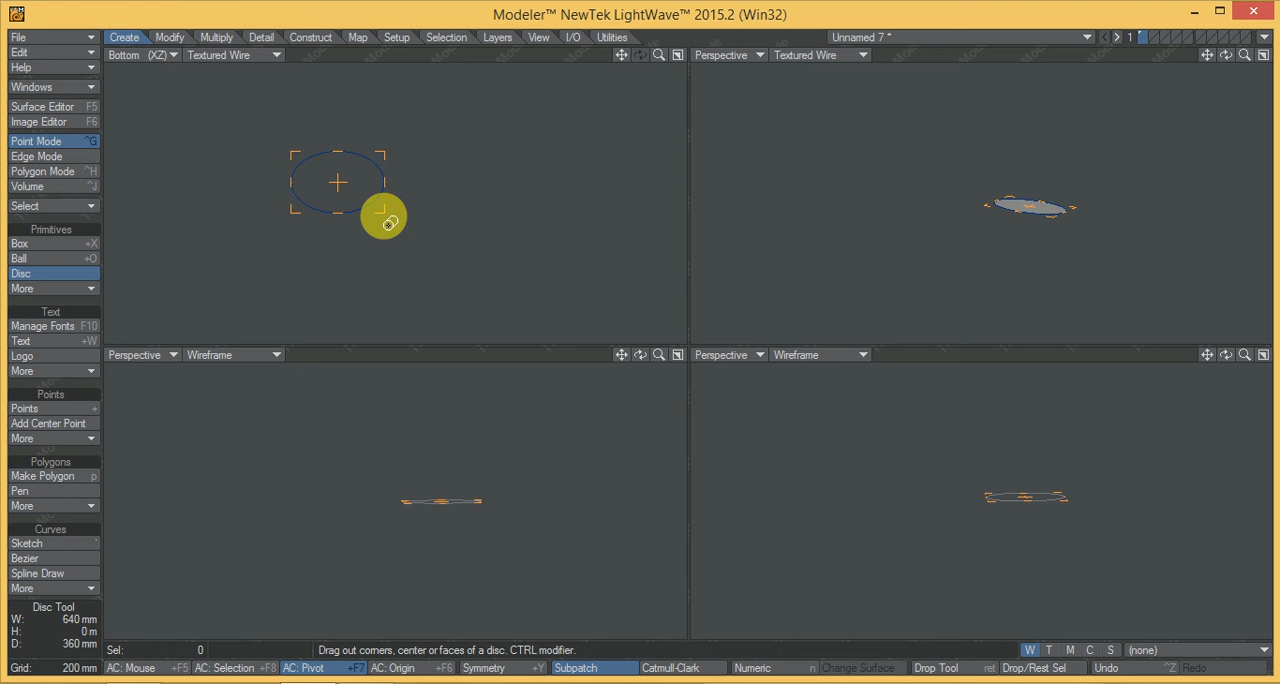 Modeler™ NewTek LightWave™ 2015.2 (Win32)
File
Edit
Help
Windows
Surface Editor F5
Image Editor F6
Point Mode ^G
Edge Mode
Polygon Mode ^H
Volume ^J
Select
Primitives
Box +X
Ball +O
Disc
More
Text
Manage Fonts F10
Text +W
Logo
More
Points
Points +
Add Center Point
More
Polygons
Make Polygon p
Pen
More
Curves
Sketch `
Bezier
Spline Draw
More
Disc Tool
W: 640 mm
H: 0 m
D: 360 mm
Grid: 200 mm
Create Modify Multiply Detail Construct Map Setup Selection Layers View I/O Utilities Unnamed 7 * < > 1
Bottom (XZ) Textured Wire
Perspective Textured Wire
Perspective Wireframe
Perspective Wireframe
Sel: 0 Drag out corners, center or faces of a disc. CTRL modifier. W T M C S (none)
AC: Mouse +F5 AC: Selection +F8 AC: Pivot +F7 AC: Origin +F6 Symmetry +Y Subpatch Catmull-Clark Numeric n Change Surface Drop Tool ret Drop/Rest Sel Undo ^Z Redo